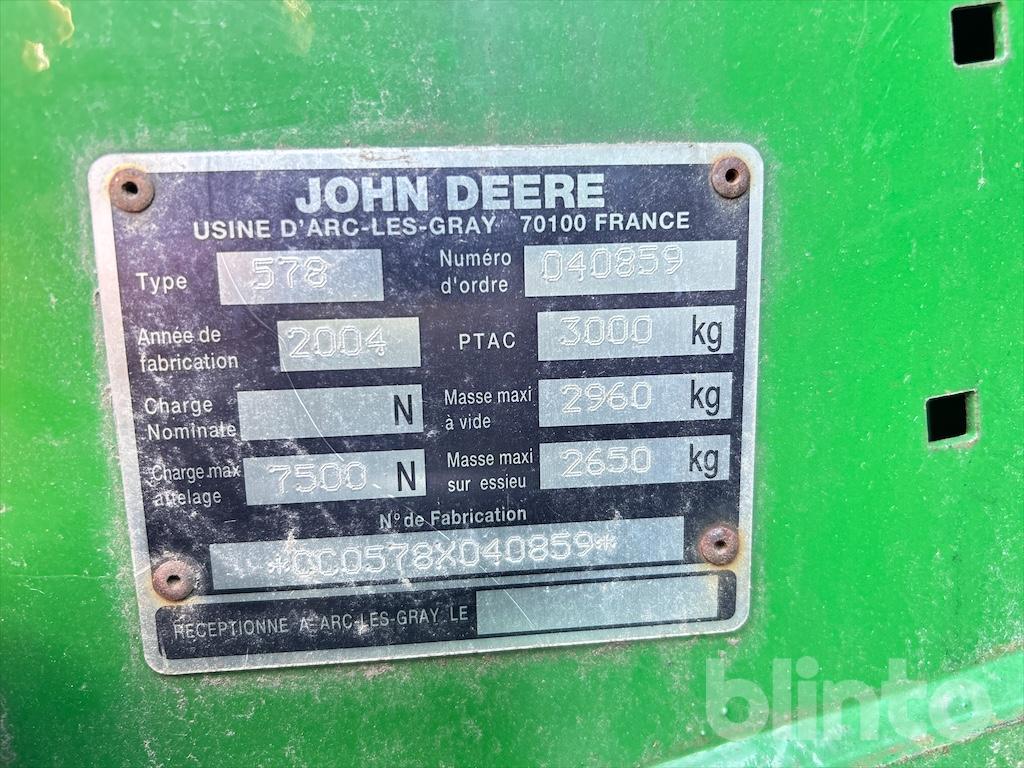 JOHN DEERE
USINE D'ARC-LES-GRAY 70100 FRANCE
Type 578
Numéro d'ordre 040859
Année de fabrication 2004
PTAC 3000 kg
Charge Nominale N
Masse maxi à vide 2960 kg
Charge max attelage 7500 N
Masse maxi sur essieu 2650 kg
N° de Fabrication
*CC0578X040859*
RECEPTIONNE A ARC-LES-GRAY LE
blinto